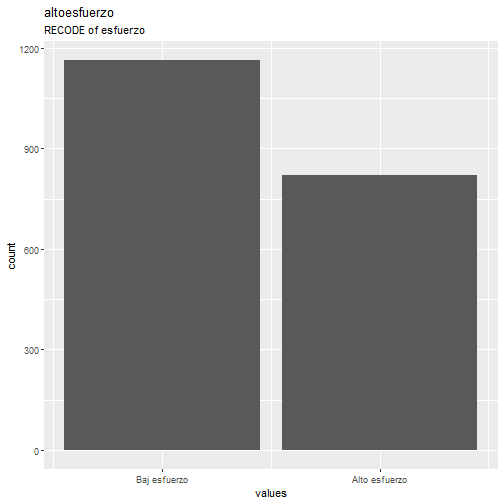 altoesfuerzo
RECODE of esfuerzo
1200
900
600
300
0
count
Baj esfuerzo
Alto esfuerzo
values